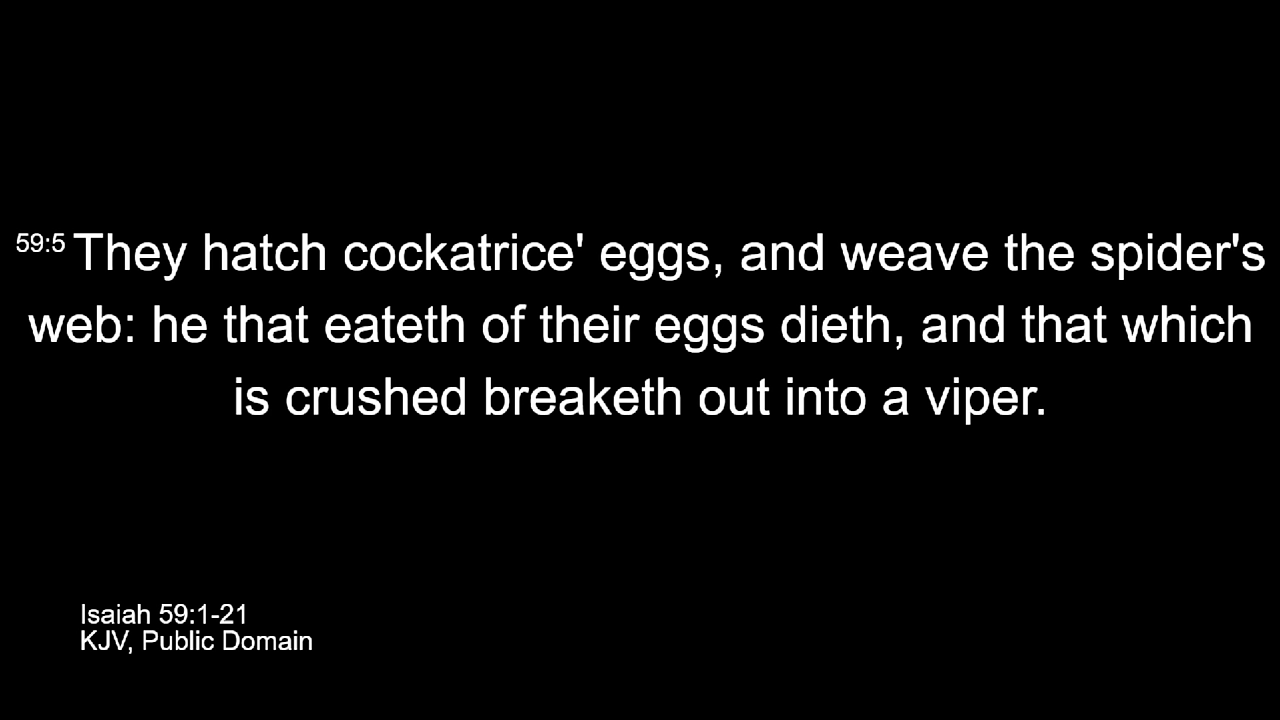 59:5 They hatch cockatrice' eggs, and weave the spider's
web: he that eateth of their eggs dieth, and that which
is crushed breaketh out into a viper.
Isaiah 59:1-21
KJV, Public Domain